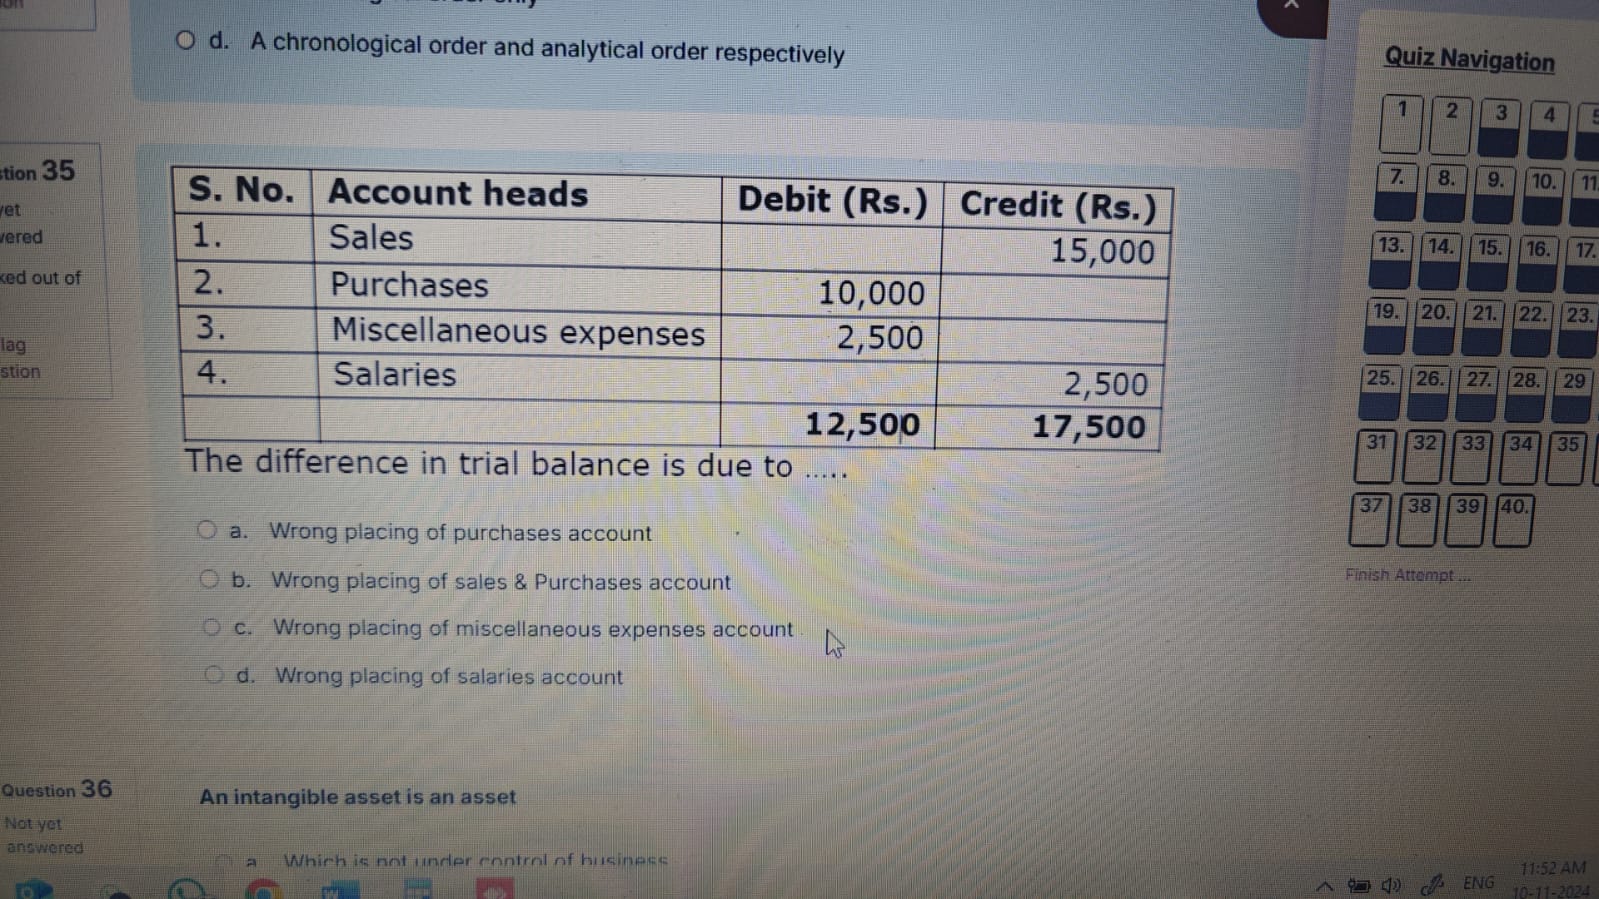 d. A chronological order and analytical order respectively
Quiz Navigation
1 2 3 4 5
7. 8. 9. 10. 11.
13. 14. 15. 16. 17.
19. 20. 21. 22. 23.
25. 26. 27. 28. 29
31 32 33 34 35
37 38 39 40.
Finish Attempt ...
stion 35
yet
vered
ked out of
lag
stion
S. No. Account heads Debit (Rs.) Credit (Rs.)
1. Sales 15,000
2. Purchases 10,000
3. Miscellaneous expenses 2,500
4. Salaries 2,500
12,500 17,500
The difference in trial balance is due to .....
a. Wrong placing of purchases account
b. Wrong placing of sales & Purchases account
c. Wrong placing of miscellaneous expenses account
d. Wrong placing of salaries account
Question 36
Not yet
answered
An intangible asset is an asset
a Which is not under control of business
ENG
11:52 AM
10-11-2024